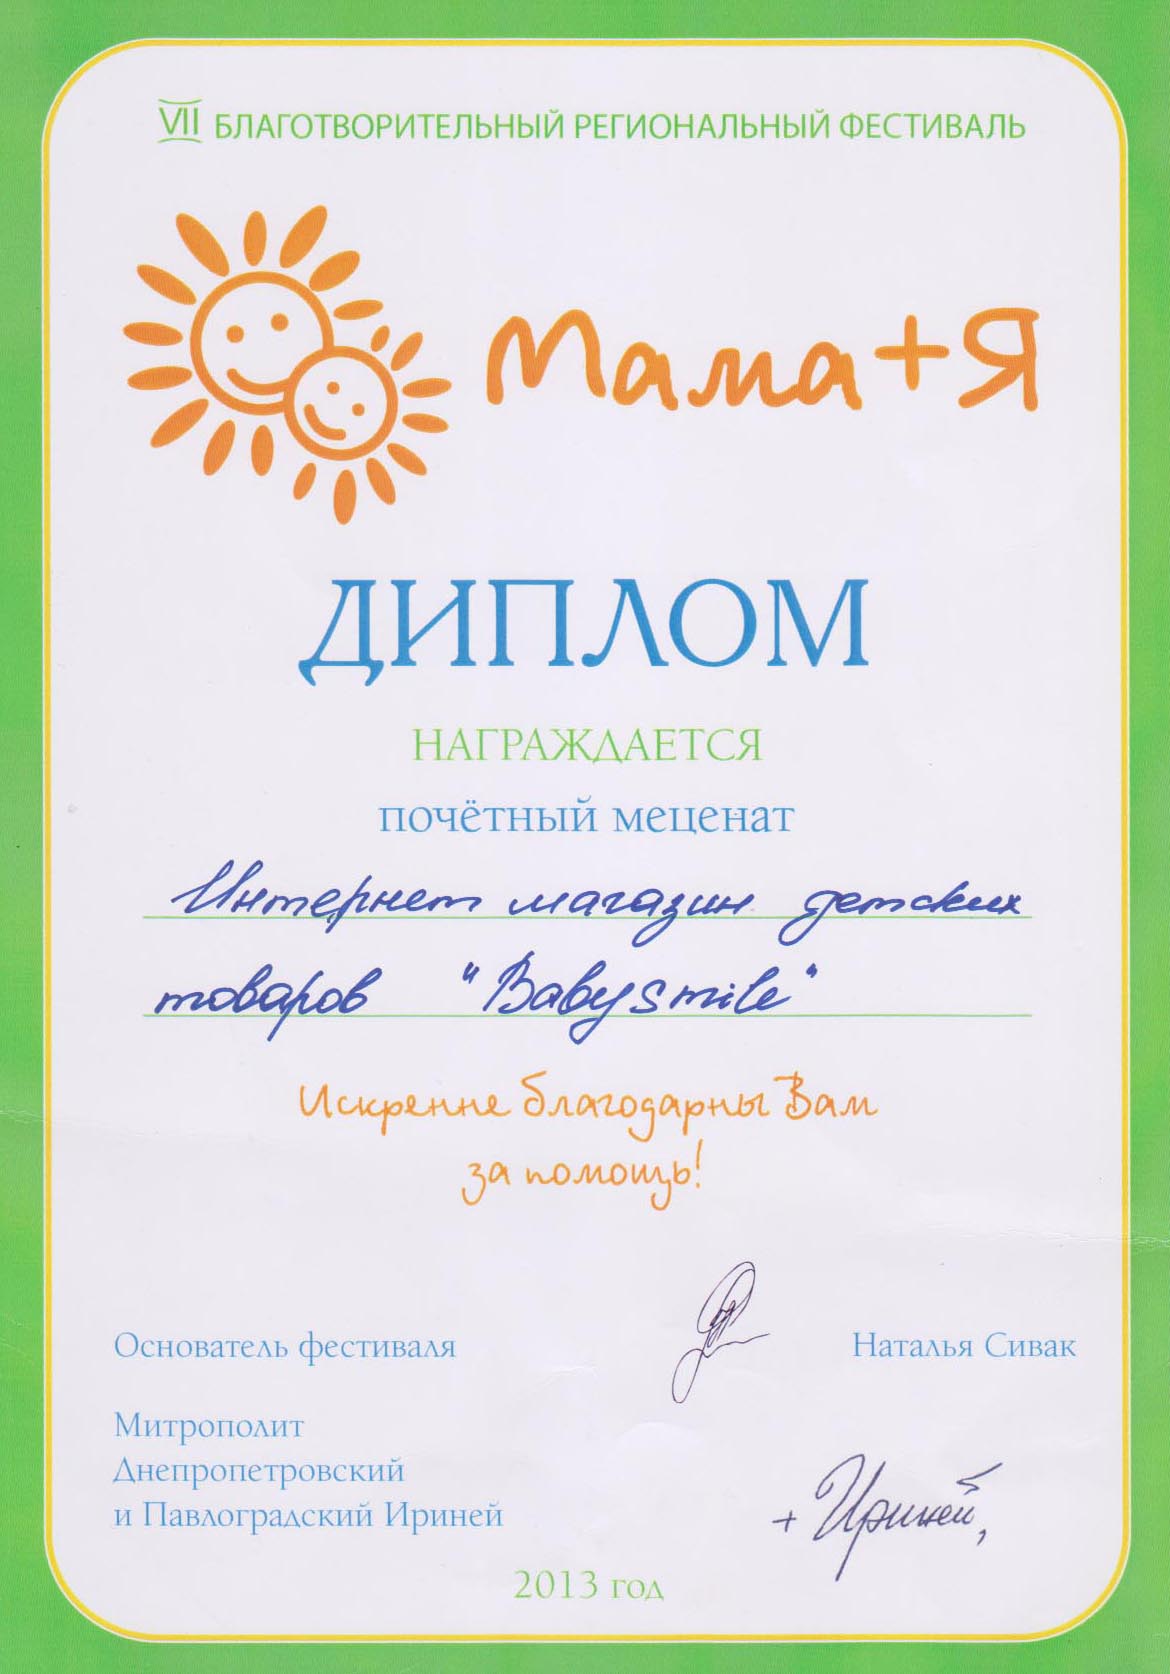 VII БЛАГОТВОРИТЕЛЬНЫЙ РЕГИОНАЛЬНЫЙ ФЕСТИВАЛЬ
Мама+Я
ДИПЛОМ
НАГРАЖДАЕТСЯ
почётный меценат
Интернет магазин детских
товаров "Babysmile"
Искренне благодарны Вам
за помощь!
Основатель фестиваля Наталья Сивак
Митрополит
Днепропетровский
и Павлоградский Ириней
+ Ириней,
2013 год